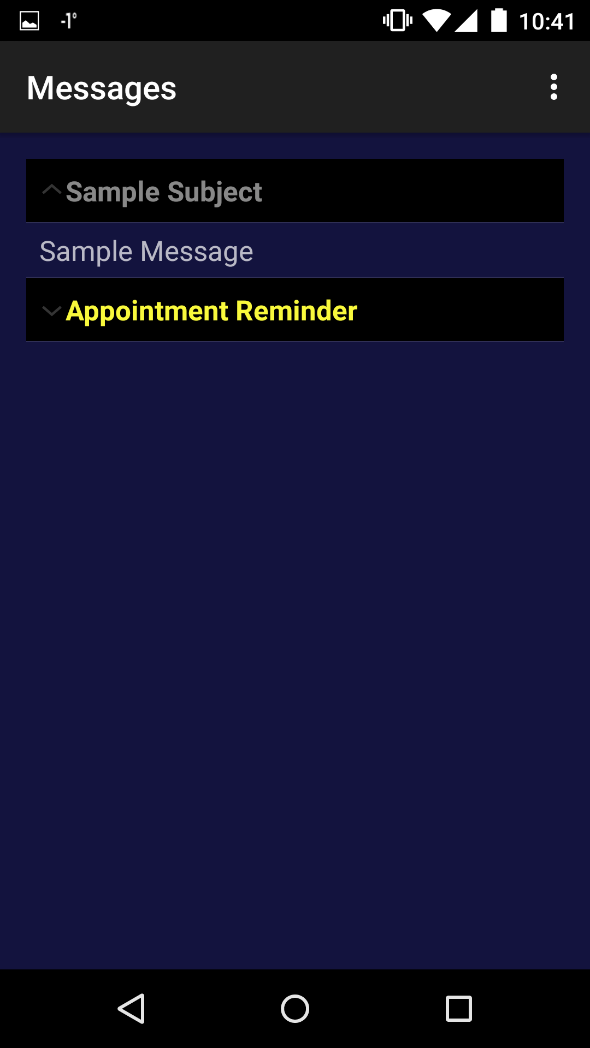 -1° 10:41
Messages
Sample Subject
Sample Message
Appointment Reminder